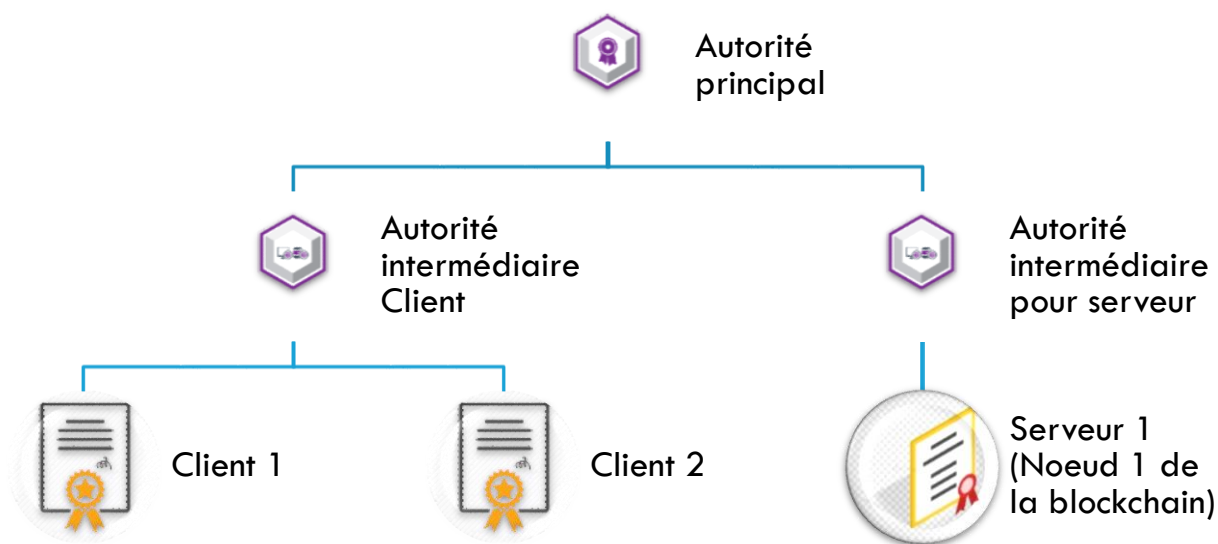 Autorité
principal
Autorité
intermédiaire
Client
Autorité
intermédiaire
pour serveur
Client 1
Client 2
Serveur 1
(Noeud 1 de
la blockchain)